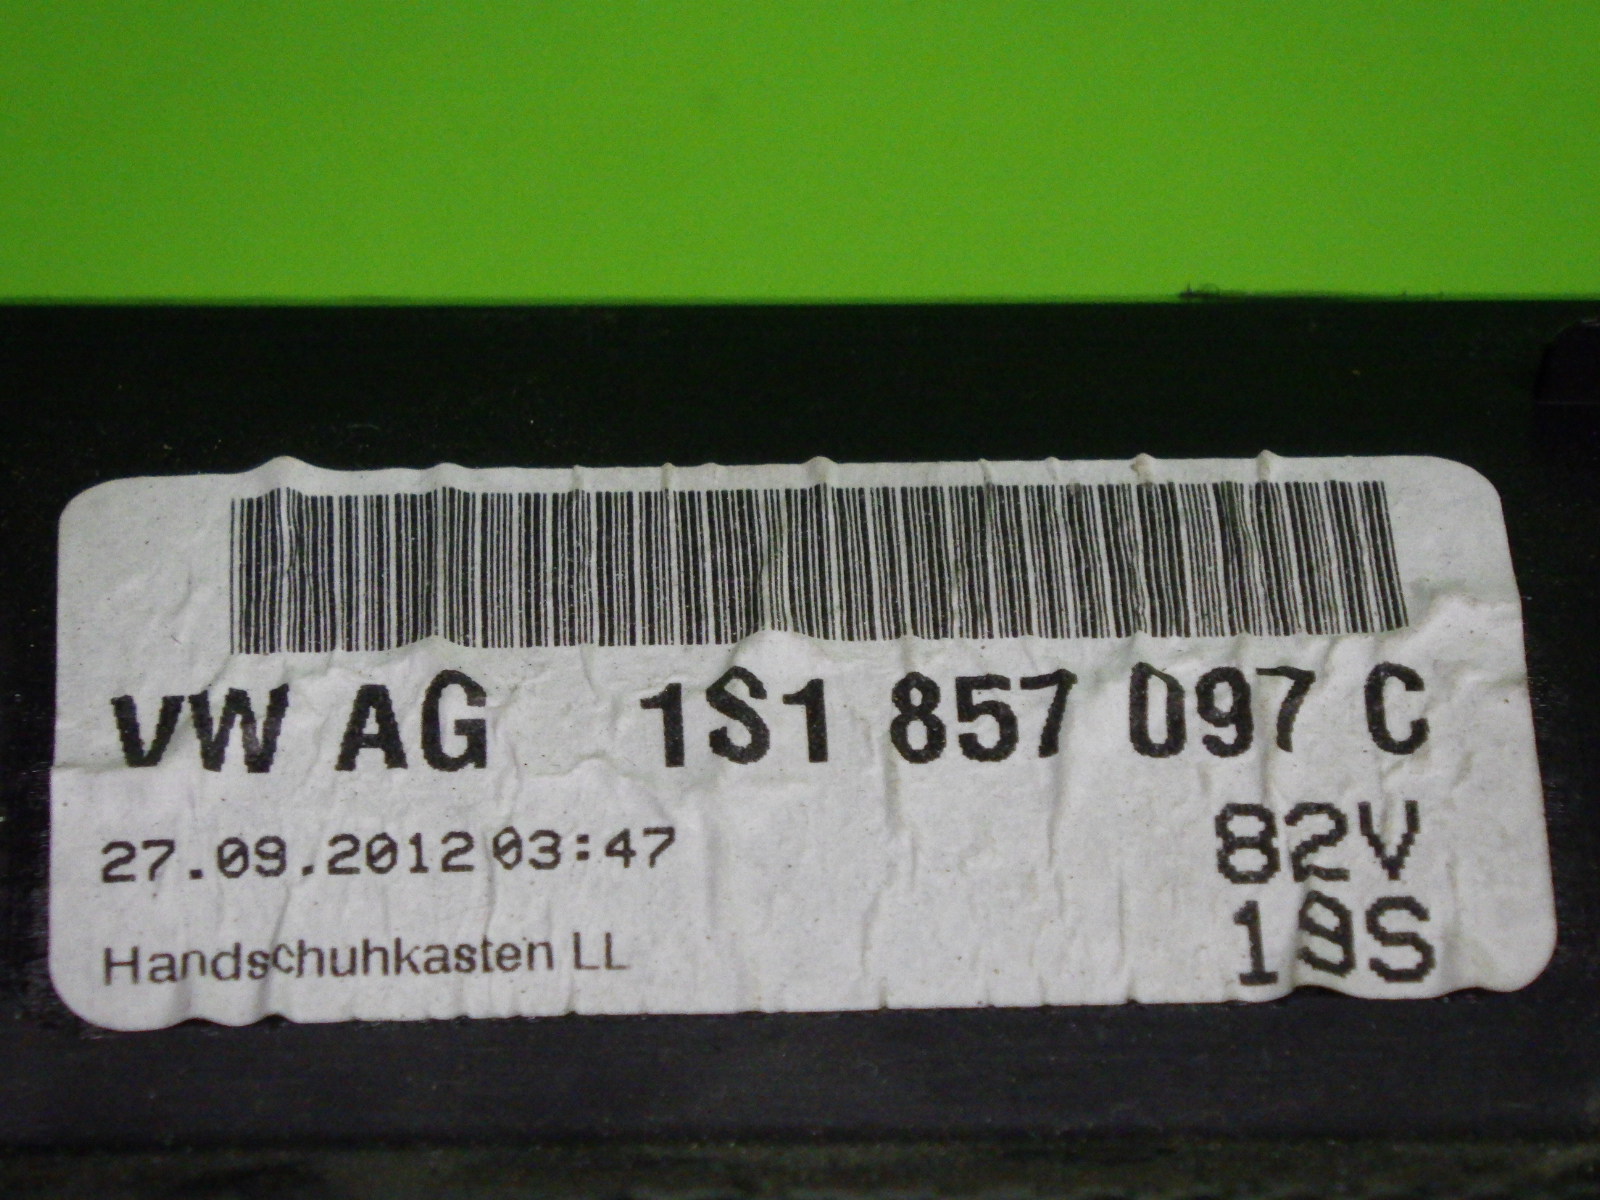 VW AG 1S1 857 097 C
27.09.2012 03:47
82V
19S
Handschuhkasten LL